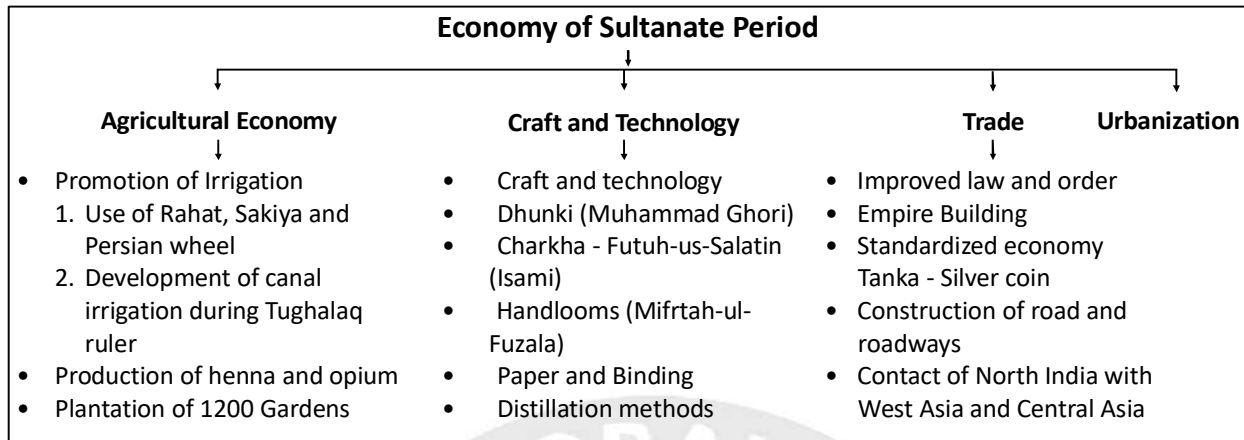 Economy of Sultanate Period
Agricultural Economy
• Promotion of Irrigation
1. Use of Rahat, Sakiya and
Persian wheel
2. Development of canal
irrigation during Tughalaq
ruler
• Production of henna and opium
• Plantation of 1200 Gardens
Craft and Technology
• Craft and technology
• Dhunki (Muhammad Ghori)
• Charkha - Futuh-us-Salatin
(Isami)
• Handlooms (Mifrtah-ul-
Fuzala)
• Paper and Binding
• Distillation methods
Trade
• Improved law and order
• Empire Building
• Standardized economy
Tanka - Silver coin
• Construction of road and
roadways
• Contact of North India with
West Asia and Central Asia
Urbanization